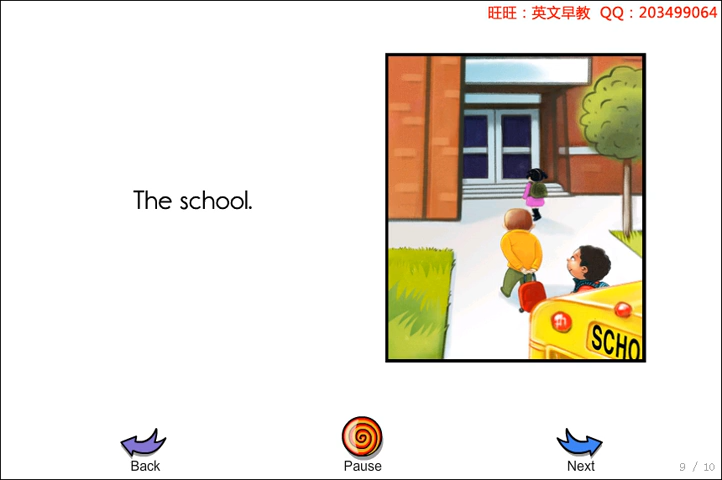 旺旺：英文早教 QQ：203499064
The school.
SCHO
Back
Pause
Next
9 / 10